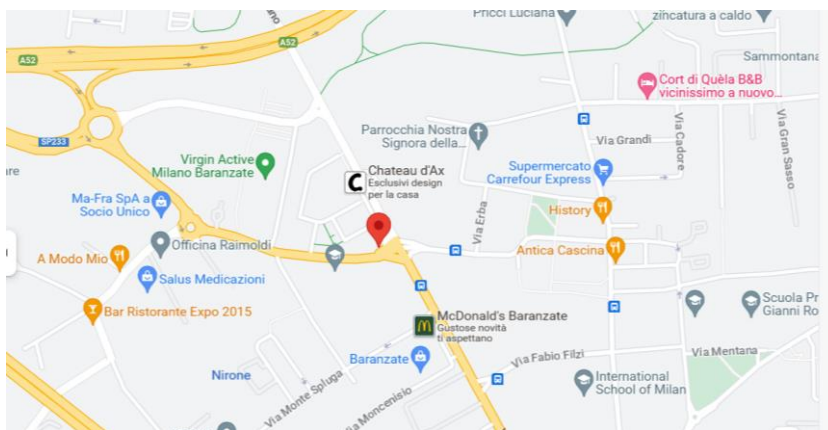 Pricci Luciana
zincatura a caldo
A52
A52
Sammontana
Cort di Quèla B&B
vicinissimo a nuovo...
SP233
Parrocchia Nostra
Signora della...
Via Grandi
Via Cadore
Via Gran Sasso
Virgin Active
Milano Baranzate
Chateau d'Ax
Esclusivi design
per la casa
Supermercato
Carrefour Express
Ma-Fra SpA a
Socio Unico
History
Via Erba
Officina Raimoldi
Antica Cascina
A Modo Mio
Salus Medicazioni
Bar Ristorante Expo 2015
McDonald's Baranzate
Gustose novità
ti aspettano
Scuola Pr
Gianni Ro
Baranzate
Via Fabio Filzi
Via Mentana
Nirone
Via Monte Spluga
Via Moncenisio
International
School of Milan